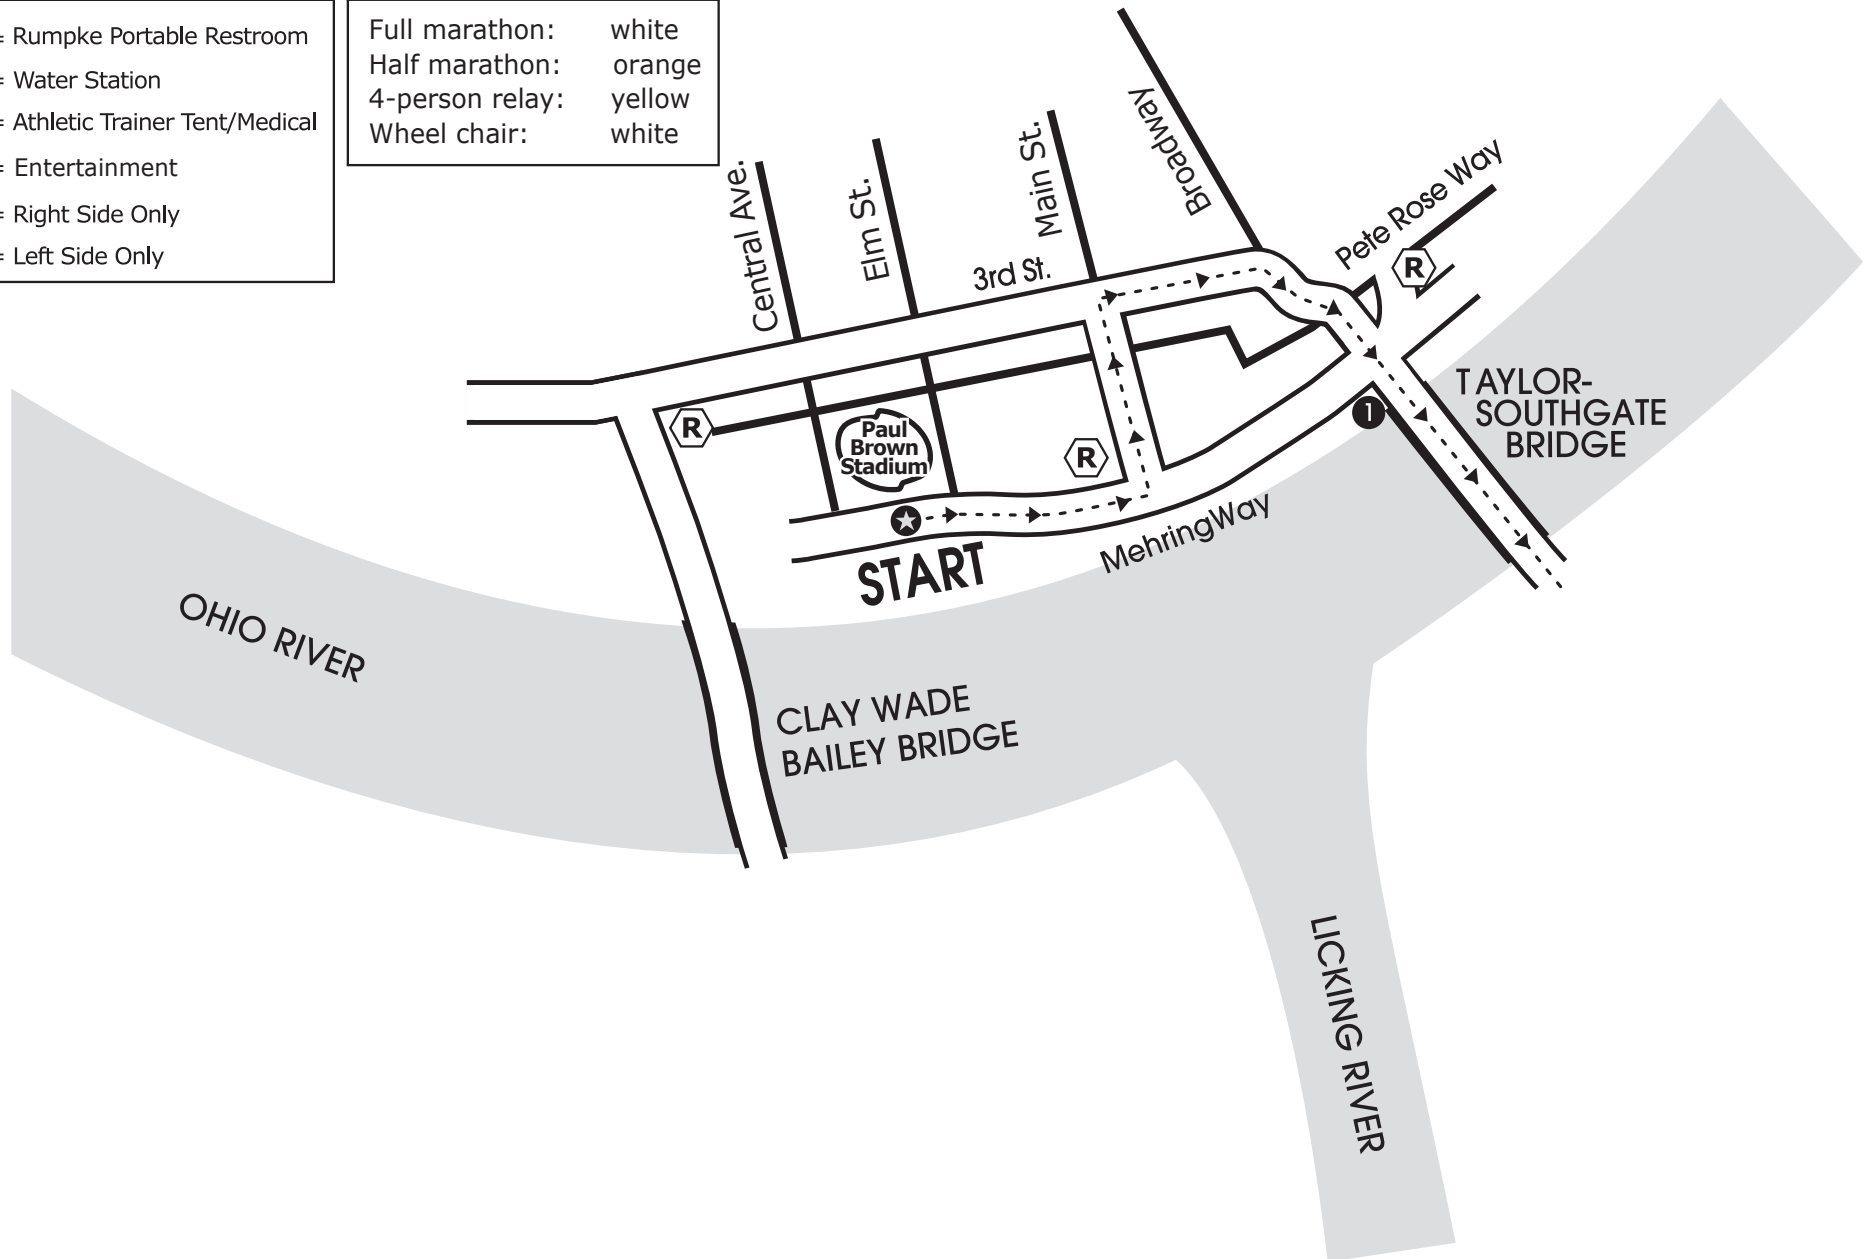 = Rumpke Portable Restroom
= Water Station
= Athletic Trainer Tent/Medical
= Entertainment
= Right Side Only
= Left Side Only
Full marathon: white
Half marathon: orange
4-person relay: yellow
Wheel chair: white
Central Ave.
Elm St.
Main St.
Broadway
Pete Rose Way
3rd St.
R
R
R
Paul
Brown
Stadium
1
TAYLOR-
SOUTHGATE
BRIDGE
START
MehringWay
OHIO RIVER
CLAY WADE
BAILEY BRIDGE
LICKING RIVER